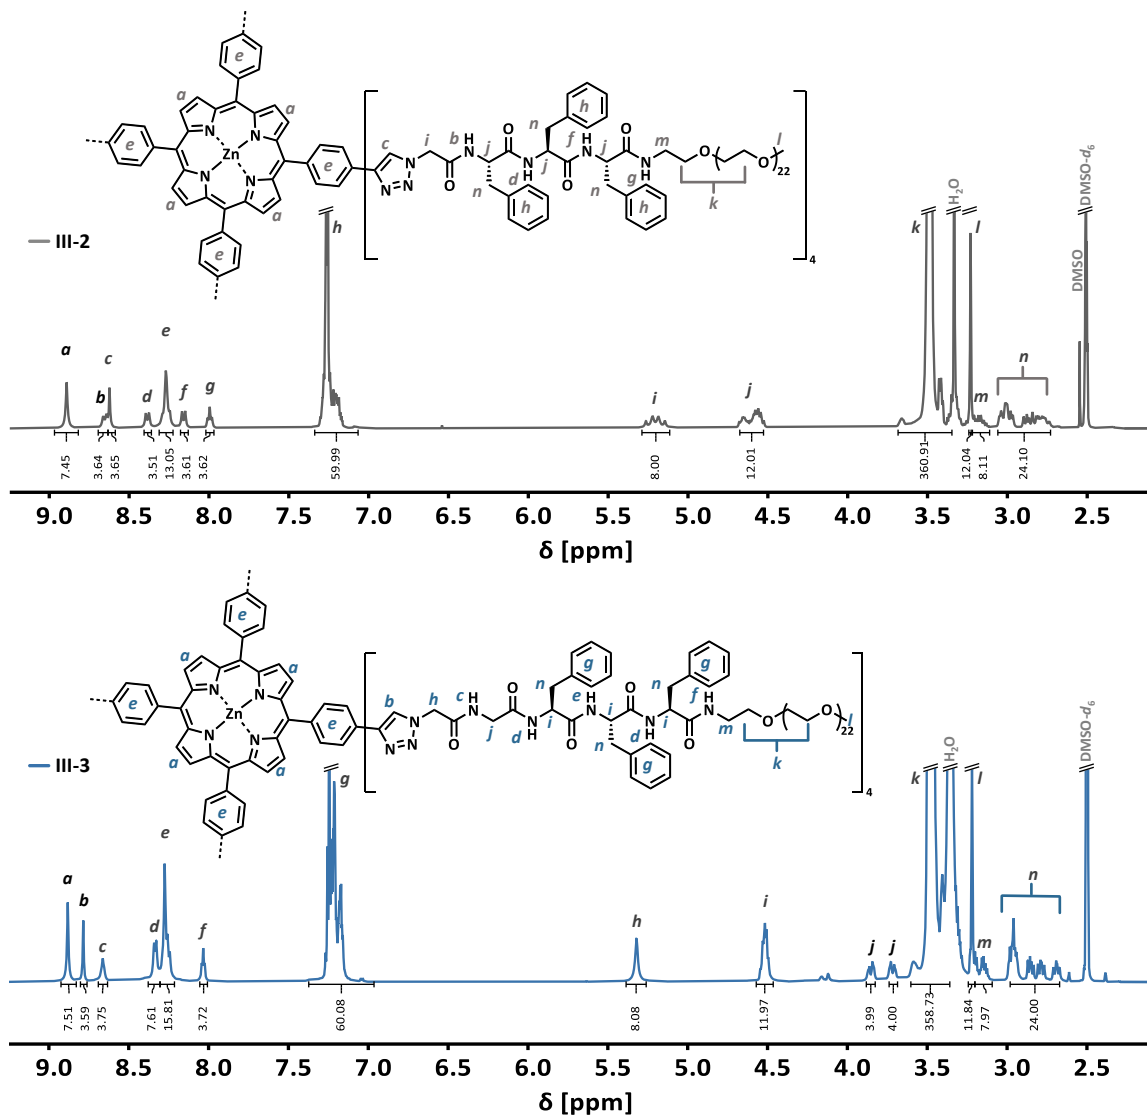 e
a
a
e
e
a
a
e
N
N
N
N
Zn
c
N
N
N
i
O
b
H
N
j
n
h
O
N
H
d
n
h
j
O
f
H
N
j
n
g
h
O
N
H
m
O
k
O
22
l
4
III-2
a
b
c
d
e
f
g
h
i
j
k
H2O
l
m
n
DMSO
DMSO-d6
7.45
3.64
3.65
3.51
13.05
3.61
3.62
59.99
8.00
12.01
360.91
12.04
8.11
24.10
9.0 8.5 8.0 7.5 7.0 6.5 6.0 5.5 5.0 4.5 4.0 3.5 3.0 2.5
δ [ppm]
e
a
a
e
e
a
a
e
N
N
N
N
Zn
b
N
N
N
h
O
c
H
N
j
O
N
H
d
n
g
i
O
e
H
N
i
n
g
O
N
H
d
n
g
i
O
f
H
N
m
O
k
O
22
l
4
III-3
a
b
c
d
e
f
g
h
i
j
j
k
H2O
l
m
n
DMSO-d6
7.51
3.59
3.75
7.61
15.81
3.72
60.08
8.08
11.97
3.99
4.00
358.73
11.84
7.97
24.00
9.0 8.5 8.0 7.5 7.0 6.5 6.0 5.5 5.0 4.5 4.0 3.5 3.0 2.5
δ [ppm]